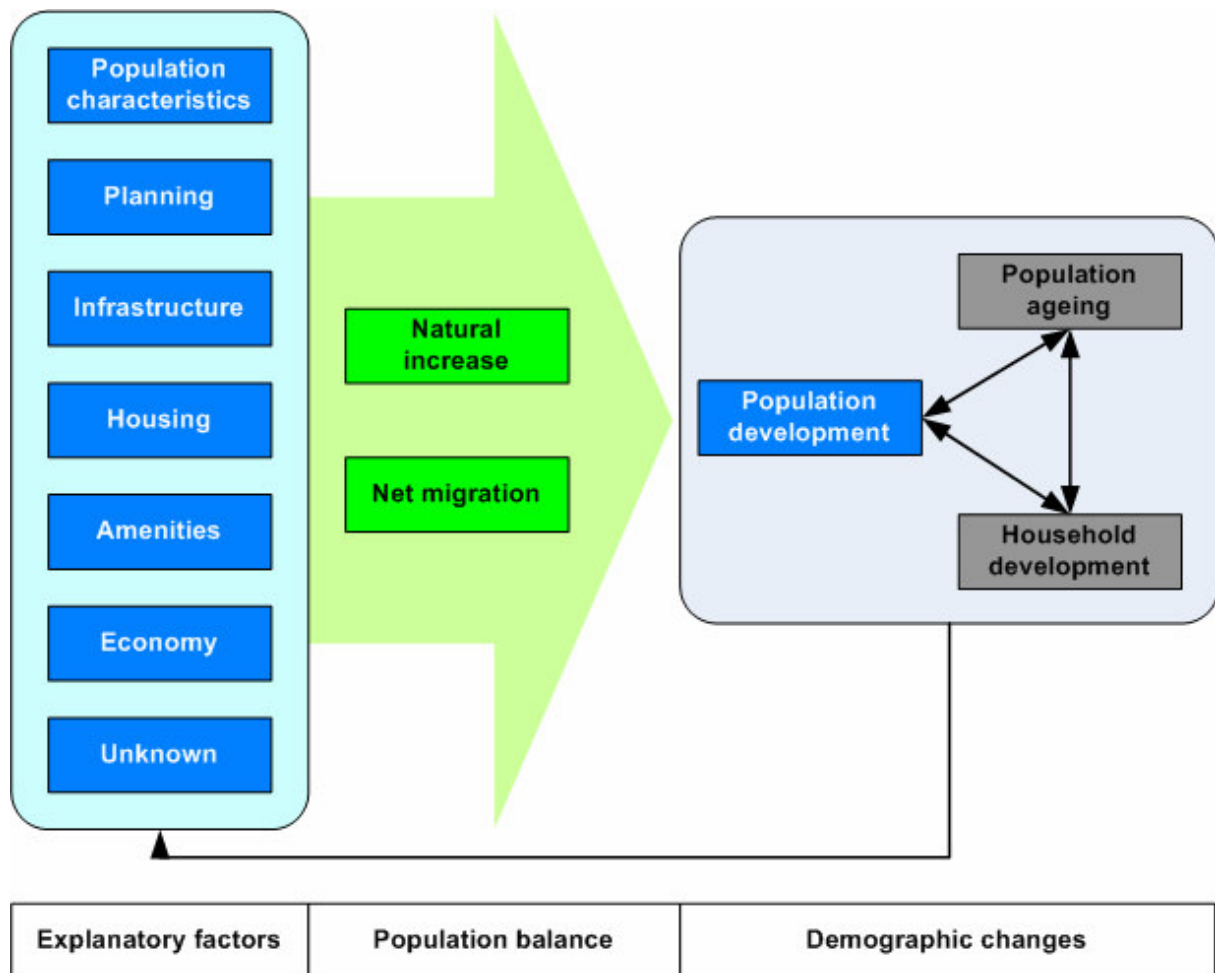 Population
characteristics
Planning
Infrastructure
Housing
Amenities
Economy
Unknown
Natural
increase
Net migration
Population
ageing
Population
development
Household
development
Explanatory factors
Population balance
Demographic changes